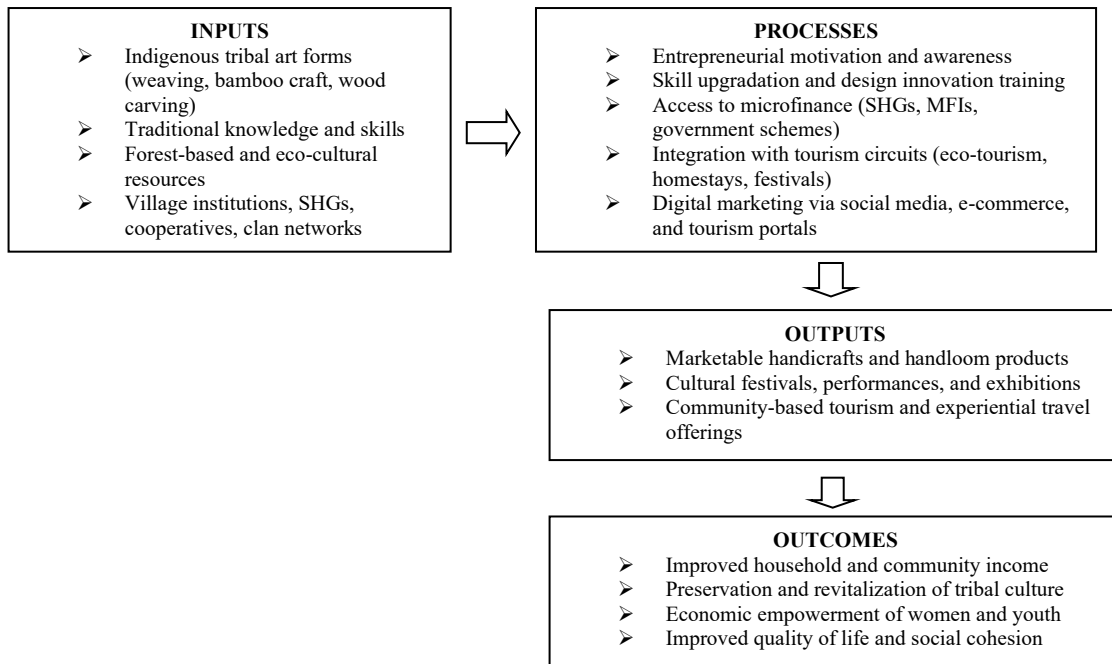 INPUTS
➢ Indigenous tribal art forms
(weaving, bamboo craft, wood
carving)
➢ Traditional knowledge and skills
➢ Forest-based and eco-cultural
resources
➢ Village institutions, SHGs,
cooperatives, clan networks
PROCESSES
➢ Entrepreneurial motivation and awareness
➢ Skill upgradation and design innovation training
➢ Access to microfinance (SHGs, MFIs,
government schemes)
➢ Integration with tourism circuits (eco-tourism,
homestays, festivals)
➢ Digital marketing via social media, e-commerce,
and tourism portals
OUTPUTS
➢ Marketable handicrafts and handloom products
➢ Cultural festivals, performances, and exhibitions
➢ Community-based tourism and experiential travel
offerings
OUTCOMES
➢ Improved household and community income
➢ Preservation and revitalization of tribal culture
➢ Economic empowerment of women and youth
➢ Improved quality of life and social cohesion